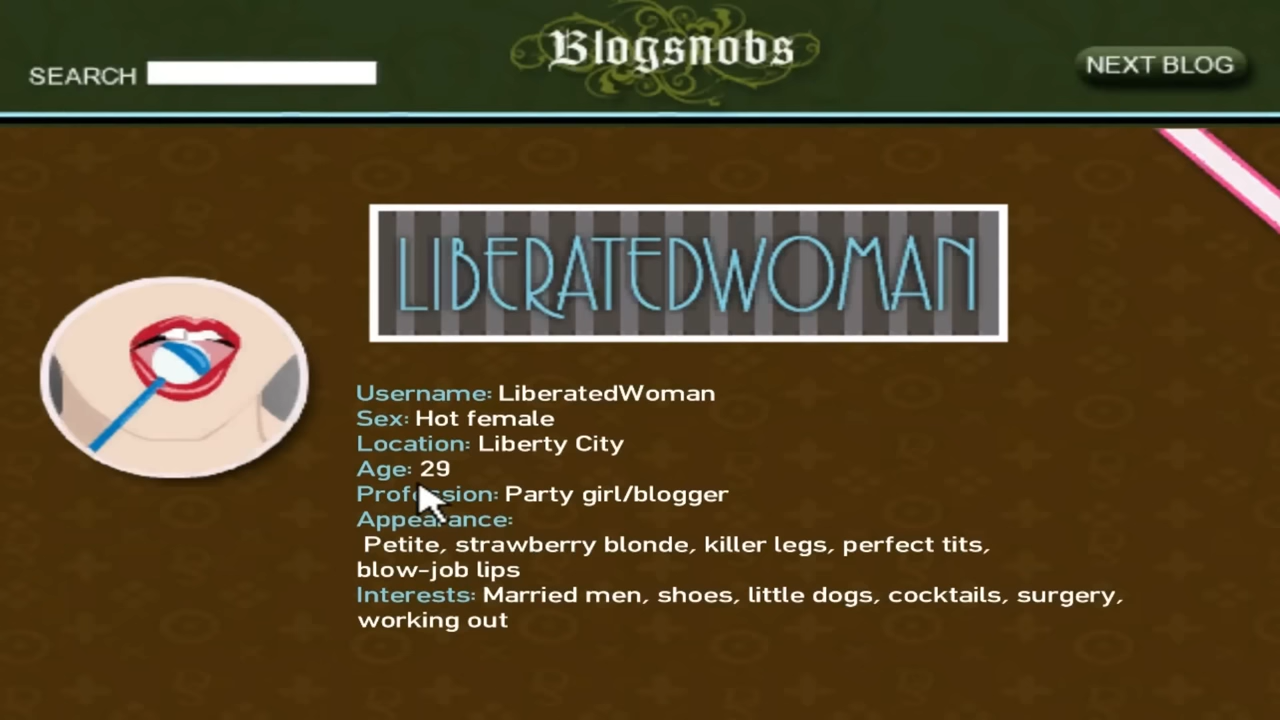 Blogsnobs
SEARCH
NEXT BLOG
LIBERATEDWOMAN
Username: LiberatedWoman
Sex: Hot female
Location: Liberty City
Age: 29
Profession: Party girl/blogger
Appearance:
Petite, strawberry blonde, killer legs, perfect tits,
blow-job lips
Interests: Married men, shoes, little dogs, cocktails, surgery,
working out